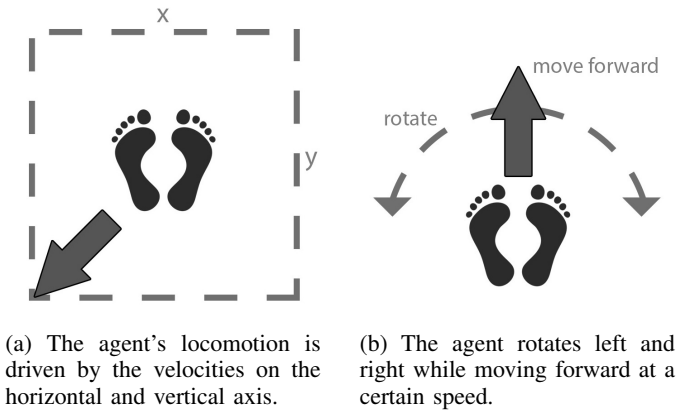 x
y
move forward
rotate
(a) The agent's locomotion is
driven by the velocities on the
horizontal and vertical axis.
(b) The agent rotates left and
right while moving forward at a
certain speed.